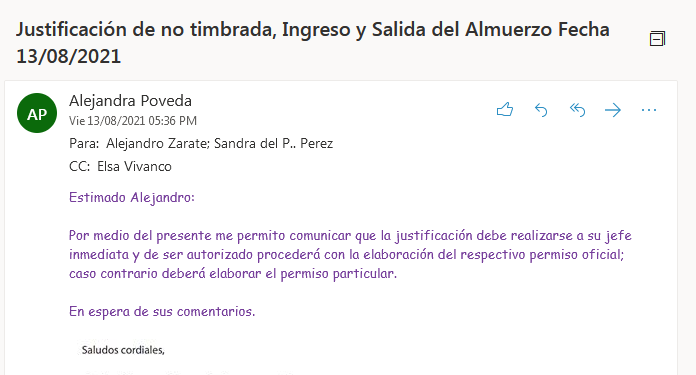 Justificación de no timbrada, Ingreso y Salida del Almuerzo Fecha
13/08/2021
AP
Alejandra Poveda
Vie 13/08/2021 05:36 PM
Para: Alejandro Zarate; Sandra del P.. Perez
CC: Elsa Vivanco
Estimado Alejandro:
Por medio del presente me permito comunicar que la justificación debe realizarse a su jefe
inmediata y de ser autorizado procederá con la elaboración del respectivo permiso oficial;
caso contrario deberá elaborar el permiso particular.
En espera de sus comentarios.
Saludos cordiales,